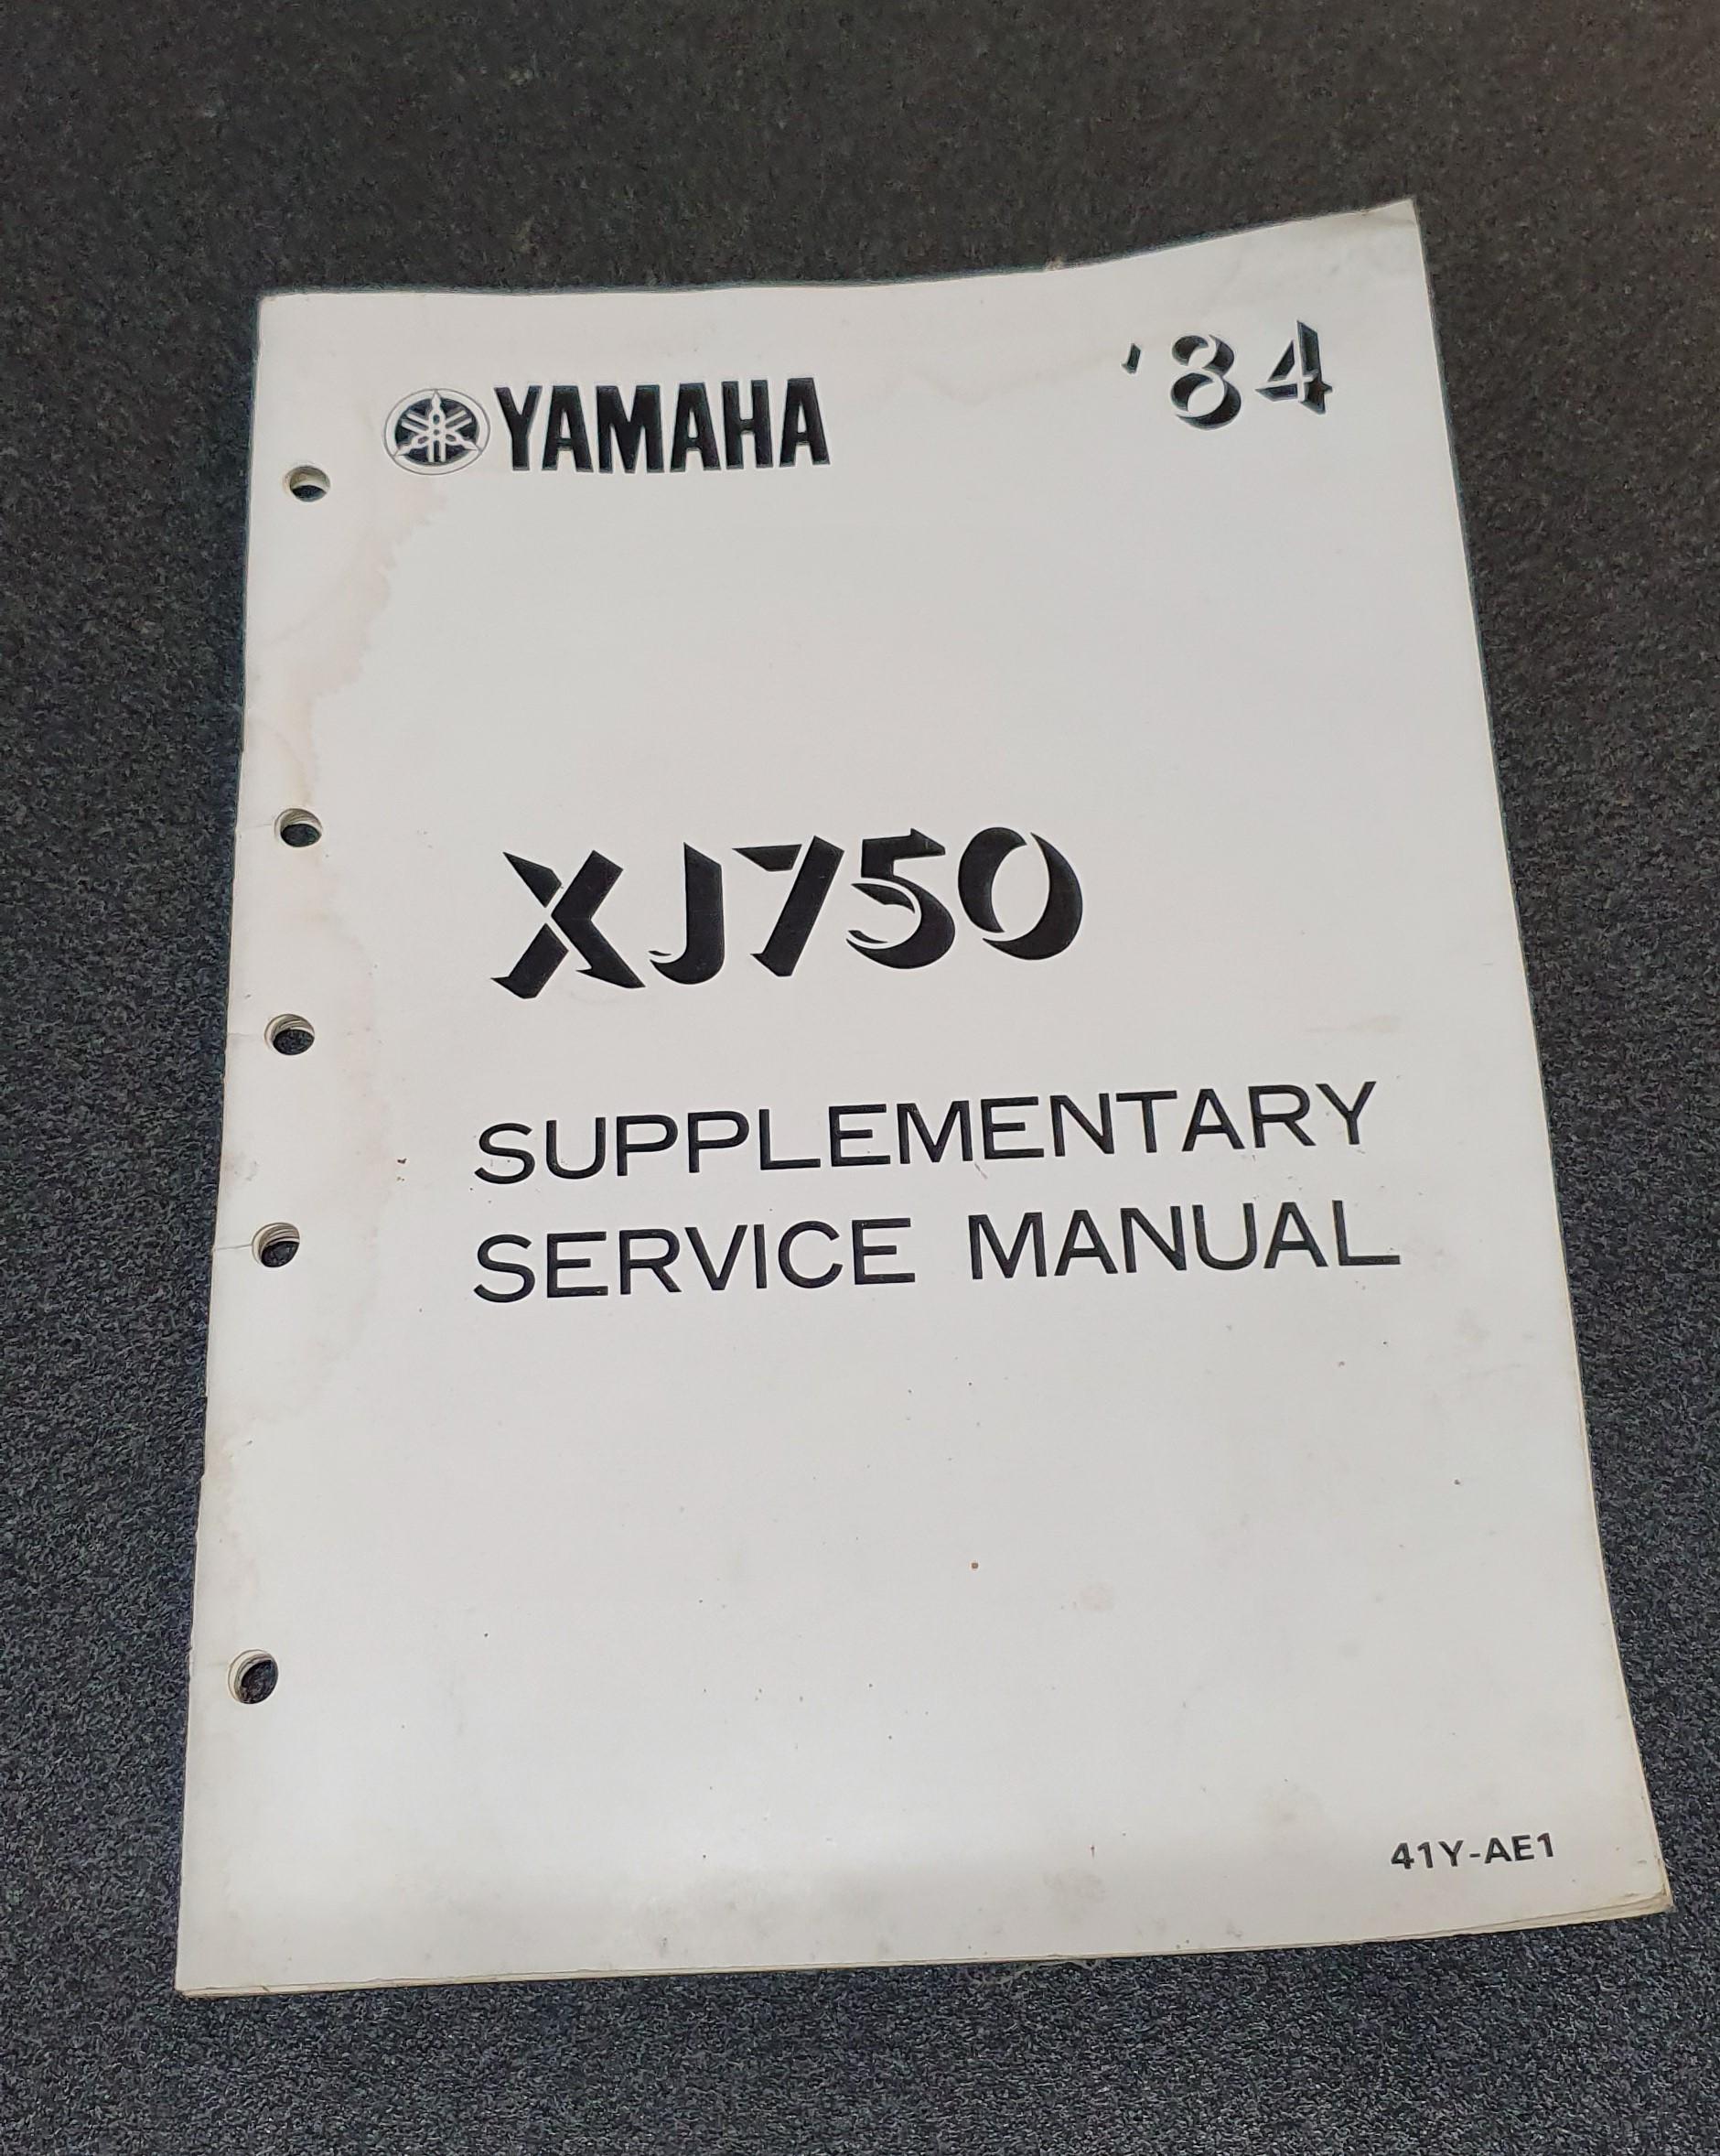 YAMAHA '84
XJ750
SUPPLEMENTARY
SERVICE MANUAL
41Y-AE1